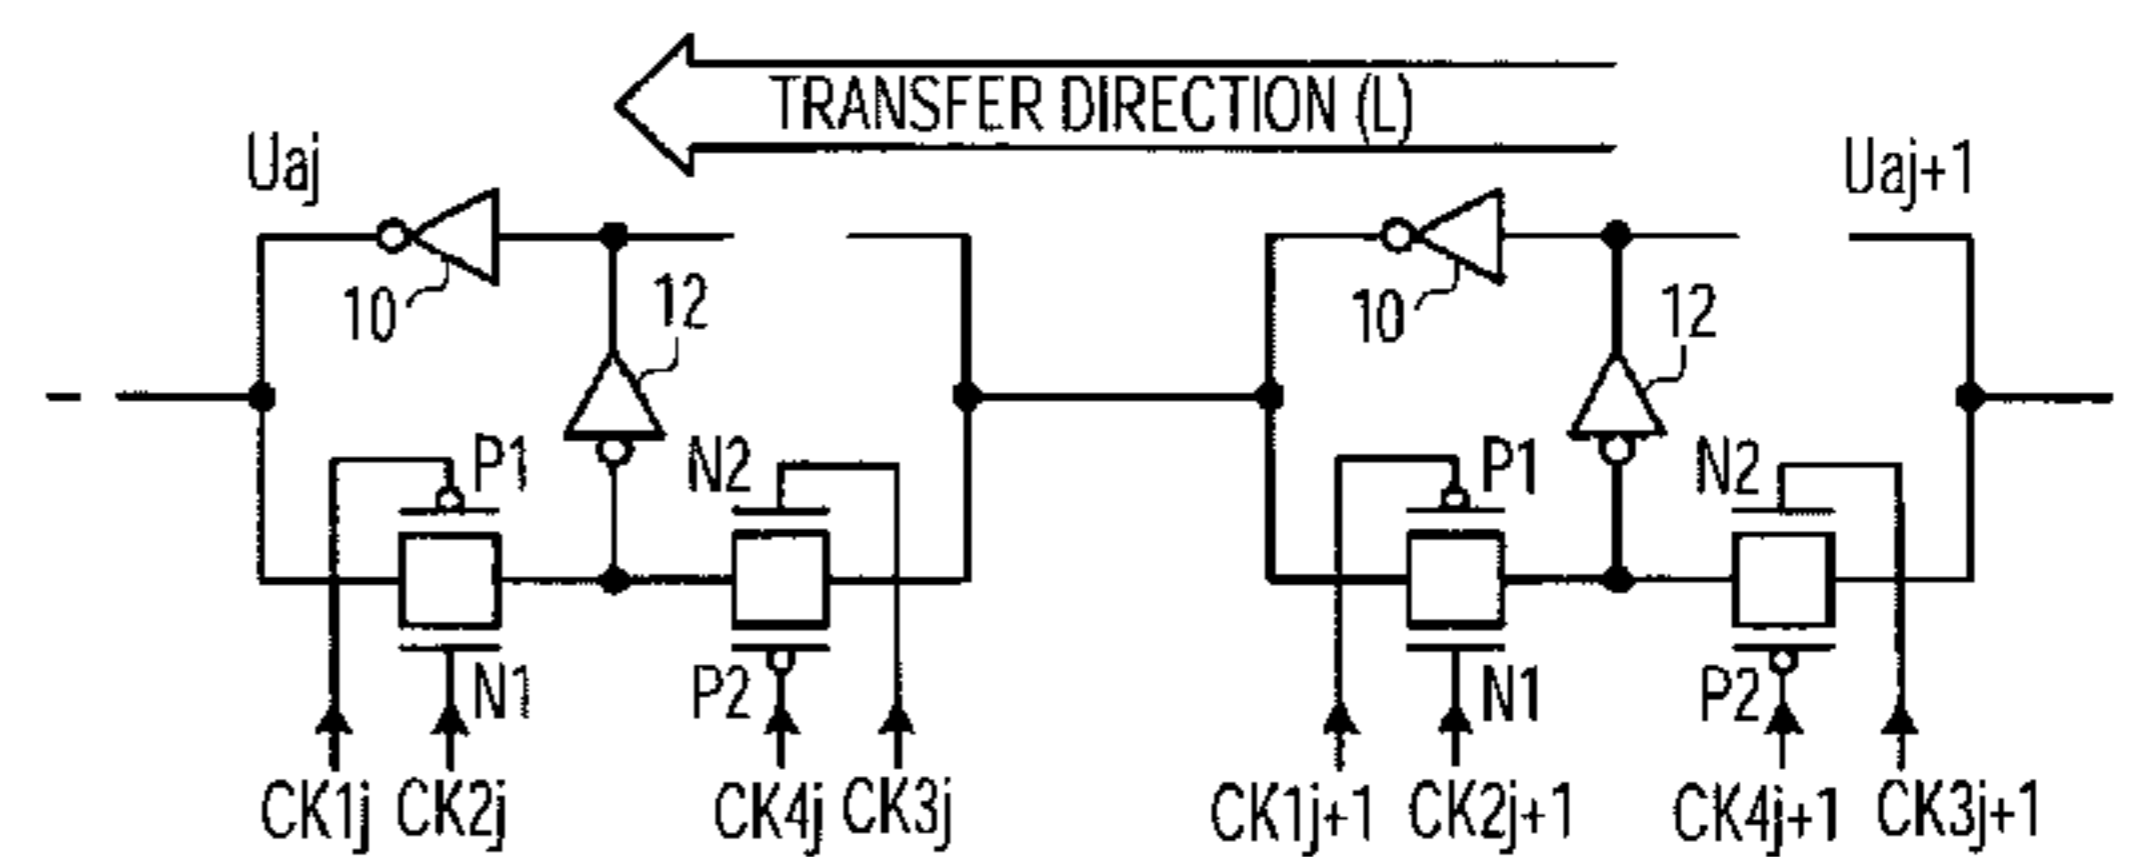 TRANSFER DIRECTION (L)
Uaj
Uaj+1
10
12
10
12
P1
N2
P1
N2
N1
P2
N1
P2
CK1j
CK2j
CK4j
CK3j
CK1j+1
CK2j+1
CK4j+1
CK3j+1